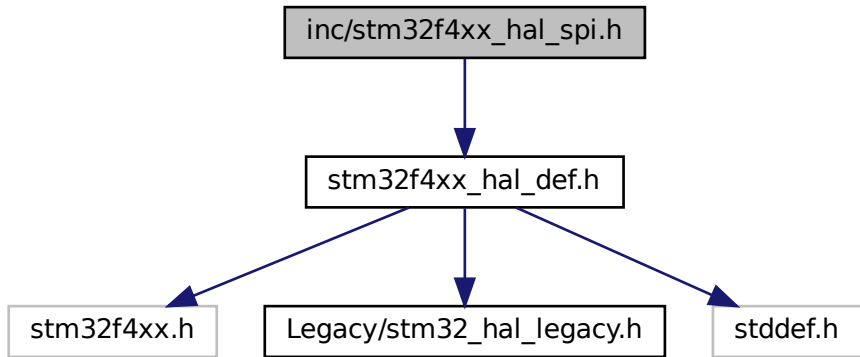 inc/stm32f4xx_hal_spi.h
stm32f4xx_hal_def.h
stm32f4xx.h
Legacy/stm32_hal_legacy.h
stddef.h